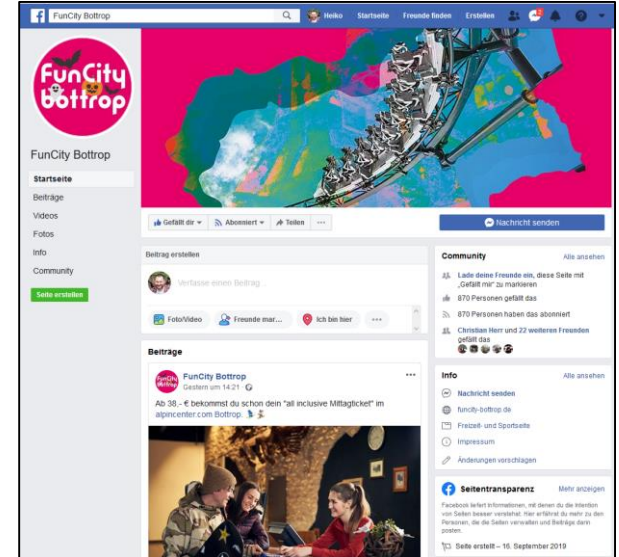 FunCity Bottrop
Heiko
Startseite
Freunde finden
Erstellen
FunCity
bottrop
FunCity Bottrop
Startseite
Beiträge
Videos
Fotos
Info
Community
Seite erstellen
Gefällt dir
Abonniert
Teilen
Nachricht senden
Beitrag erstellen
Verfasse einen Beitrag ...
Foto/Video
Freunde mar...
Ich bin hier
Beiträge
FunCity Bottrop
Gestern um 14:21
Ab 38,- € bekommst du schon dein "all inclusive Mittagticket" im
alpincenter.com Bottrop.
Community
Alle ansehen
Lade deine Freunde ein, diese Seite mit
„Gefällt mir“ zu markieren
870 Personen gefällt das
870 Personen haben das abonniert
Christian Herr und 22 weiteren Freunden
gefällt das
Info
Alle ansehen
Nachricht senden
funcity-bottrop.de
Freizeit- und Sportseite
Impressum
Änderungen vorschlagen
Seitentransparenz
Mehr anzeigen
Facebook liefert Informationen, mit denen du die Intention
von Seiten besser verstehst. Hier erfährst du mehr zu den
Personen, die die Seiten verwalten und Beiträge darin
posten.
Seite erstellt – 16. September 2019